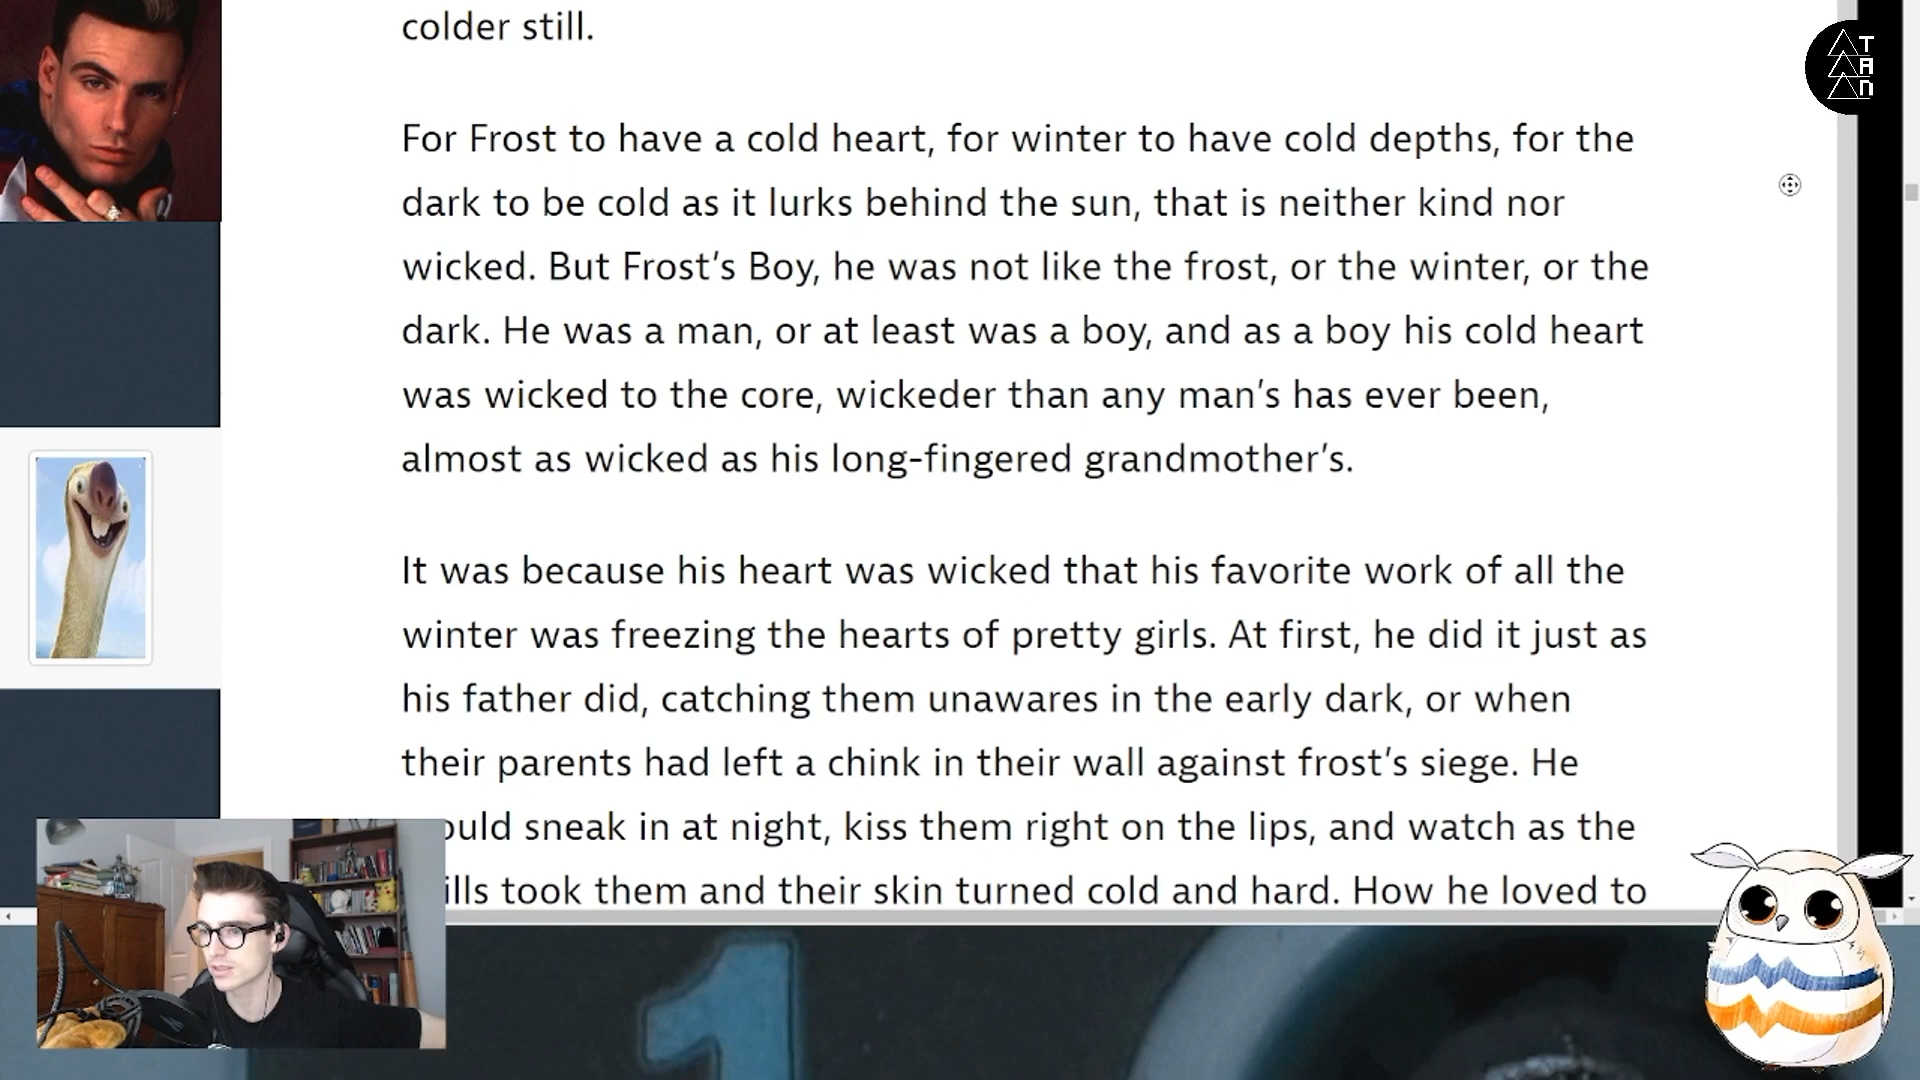 colder still.
For Frost to have a cold heart, for winter to have cold depths, for the
dark to be cold as it lurks behind the sun, that is neither kind nor
wicked. But Frost’s Boy, he was not like the frost, or the winter, or the
dark. He was a man, or at least was a boy, and as a boy his cold heart
was wicked to the core, wickeder than any man’s has ever been,
almost as wicked as his long-fingered grandmother’s.
It was because his heart was wicked that his favorite work of all the
winter was freezing the hearts of pretty girls. At first, he did it just as
his father did, catching them unawares in the early dark, or when
their parents had left a chink in their wall against frost’s siege. He
ould sneak in at night, kiss them right on the lips, and watch as the
ills took them and their skin turned cold and hard. How he loved to
TAN
1